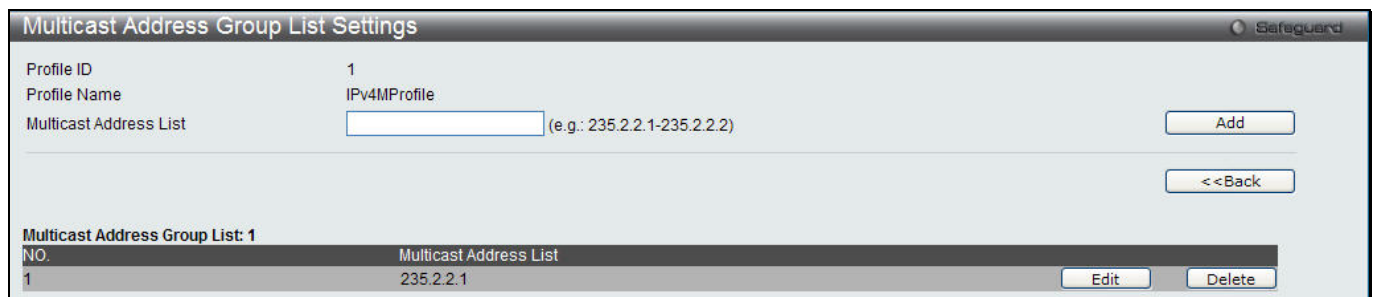 Multicast Address Group List Settings Safeguard
Profile ID 1
Profile Name IPv4MProfile
Multicast Address List (e.g.: 235.2.2.1-235.2.2.2) Add
<<Back
Multicast Address Group List: 1
NO. Multicast Address List
1 235.2.2.1 Edit Delete